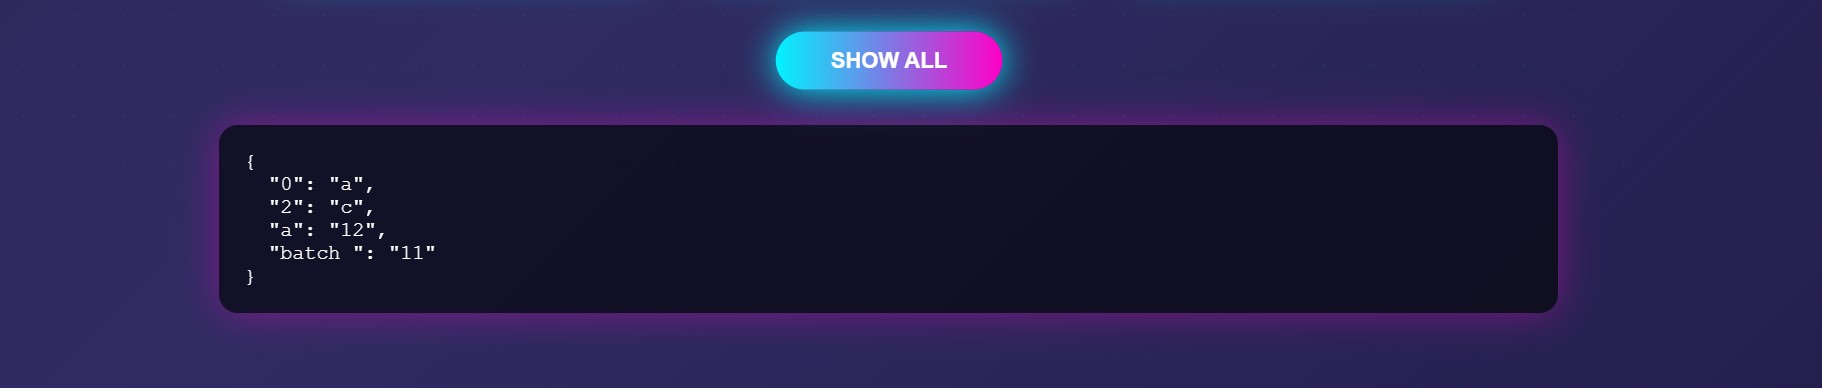 SHOW ALL
{
  "0": "a",
  "2": "c",
  "a": "12",
  "batch ": "11"
}